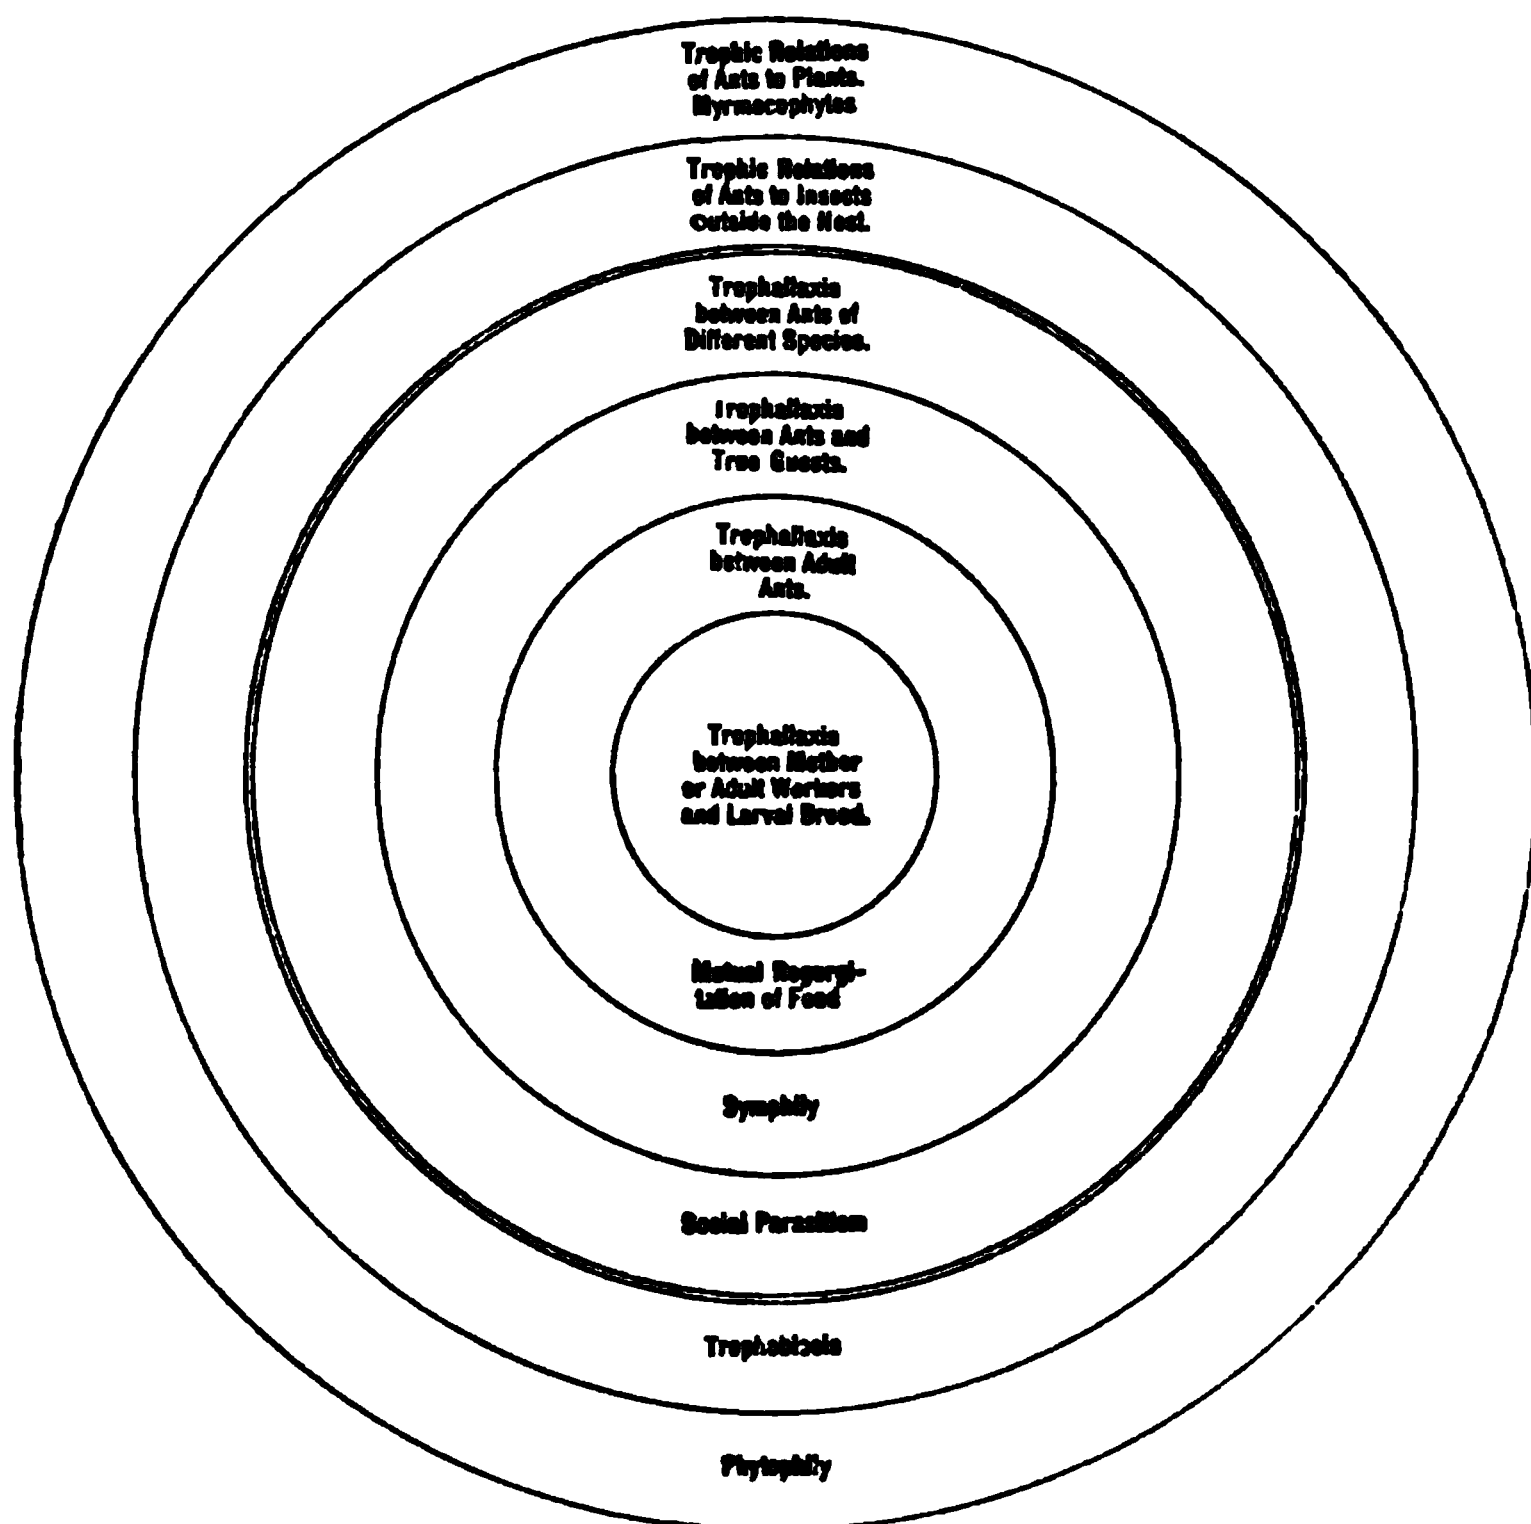 Trophic Relations
of Ants to Plants.
Myrmecophytes
Trophic Relations
of Ants to Insects
Outside the Nest.
Trophallaxis
between Ants of
Different Species.
Trophallaxis
between Ants and
True Guests.
Trophallaxis
between Adult
Ants.
Trophallaxis
between Mother
or Adult Workers
and Larval Brood.
Mutual Regurgi-
tation of Food
Symphily
Social Parasitism
Trophobiosis
Phytophily